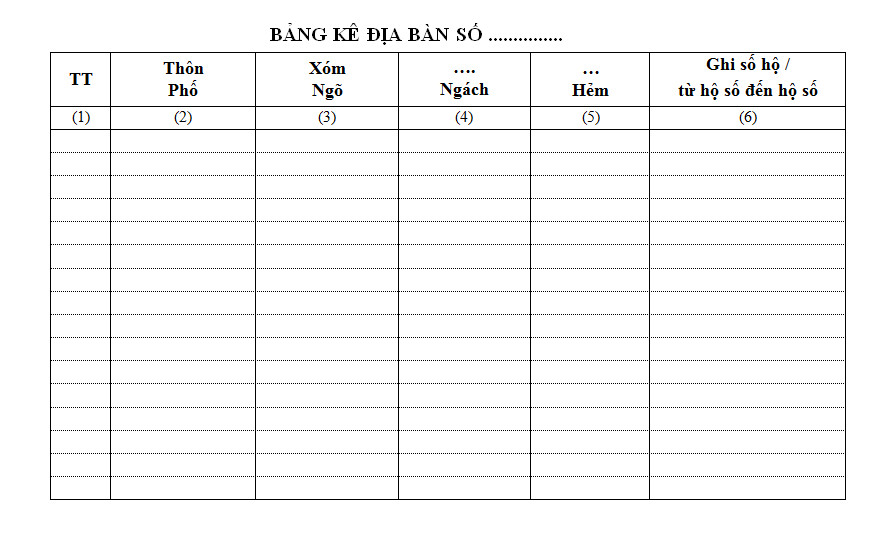 BẢNG KÊ ĐỊA BÀN SỐ ...............
TT
Thôn
Phố
Xóm
Ngõ
....
Ngách
...
Hẻm
Ghi số hộ /
từ hộ số đến hộ số
(1) (2) (3) (4) (5) (6)